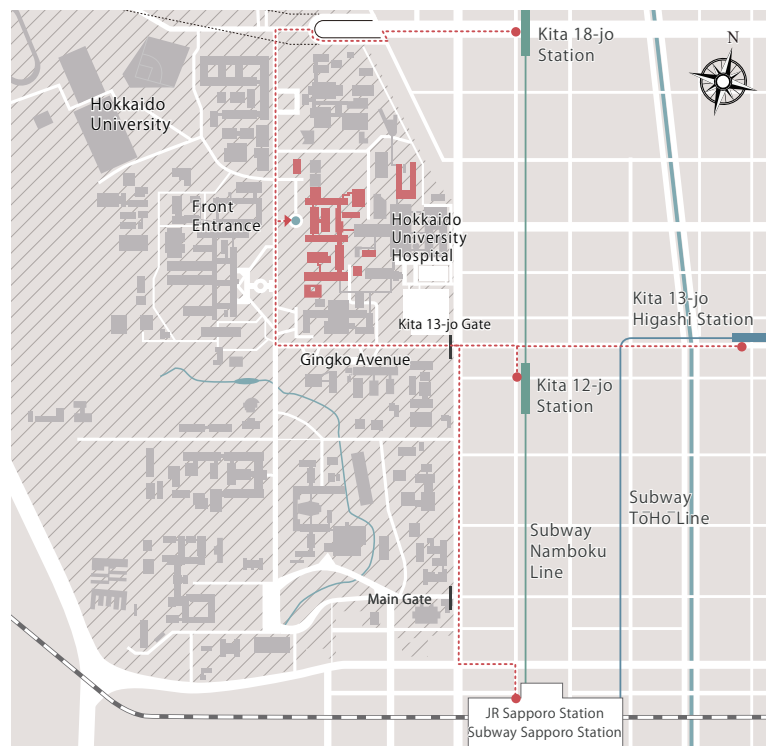 Kita 18-jo
Station
N
Hokkaido
University
Front
Entrance
Hokkaido
University
Hospital
Kita 13-jo
Higashi Station
Kita 13-jo Gate
Gingko Avenue
Kita 12-jo
Station
Subway
ToHo Line
Subway
Namboku
Line
Main Gate
JR Sapporo Station
Subway Sapporo Station